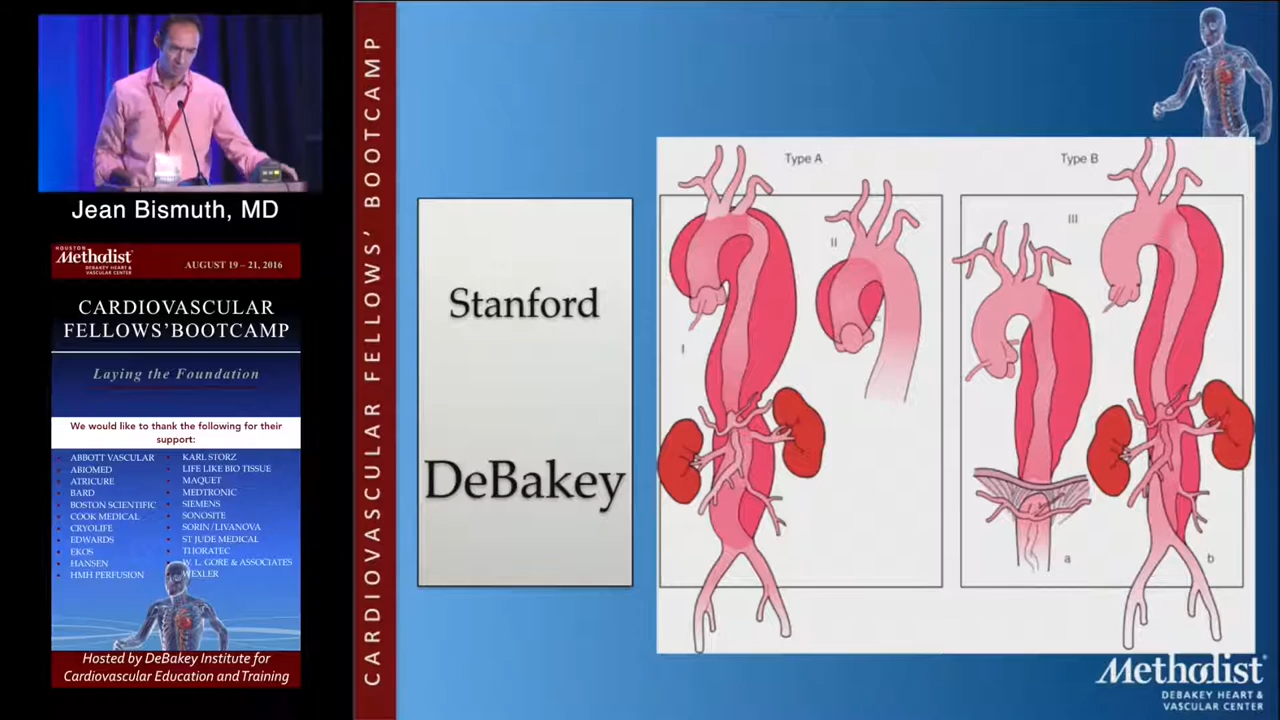 Jean Bismuth, MD
HOUSTON
Methodist
DEBAKEY HEART &
VASCULAR CENTER
AUGUST 19 – 21, 2016
CARDIOVASCULAR
FELLOWS'BOOTCAMP
Laying the Foundation
We would like to thank the following for their
support:
• ABBOTT VASCULAR
• ABIOMED
• ATRICURE
• BARD
• BOSTON SCIENTIFIC
• COOK MEDICAL
• CRYOLIFE
• EDWARDS
• EKOS
• HANSEN
• HMH PERFUSION
• KARL STORZ
• LIFE LIKE BIO TISSUE
• MAQUET
• MEDTRONIC
• SIEMENS
• SONOSITE
• SORIN/LIVANOVA
• ST JUDE MEDICAL
• THORATEC
• W. L. GORE & ASSOCIATES
WEXLER
Hosted by DeBakey Institute for
Cardiovascular Education and Training
CARDIOVASCULAR FELLOWS' BOOTCAMP
Stanford
DeBakey
Type A
I
II
Type B
III
a
b
Methodist®
DEBAKEY HEART &
VASCULAR CENTER